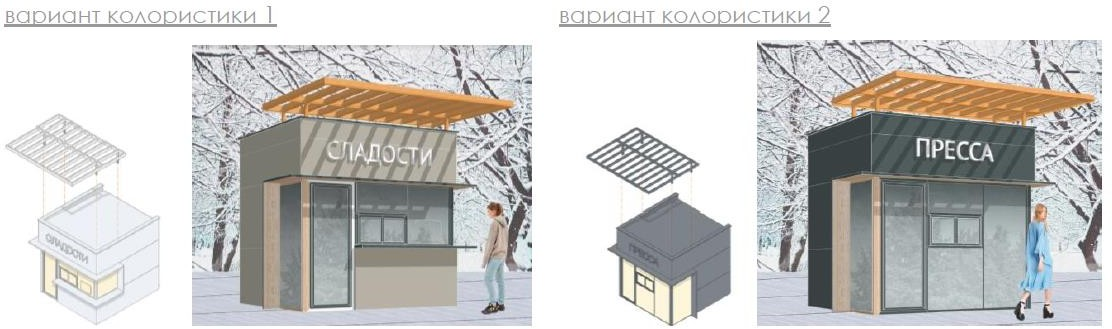 вариант колористики 1
вариант колористики 2
СЛАДОСТИ
СЛАДОСТИ
ПРЕССА
ПРЕССА